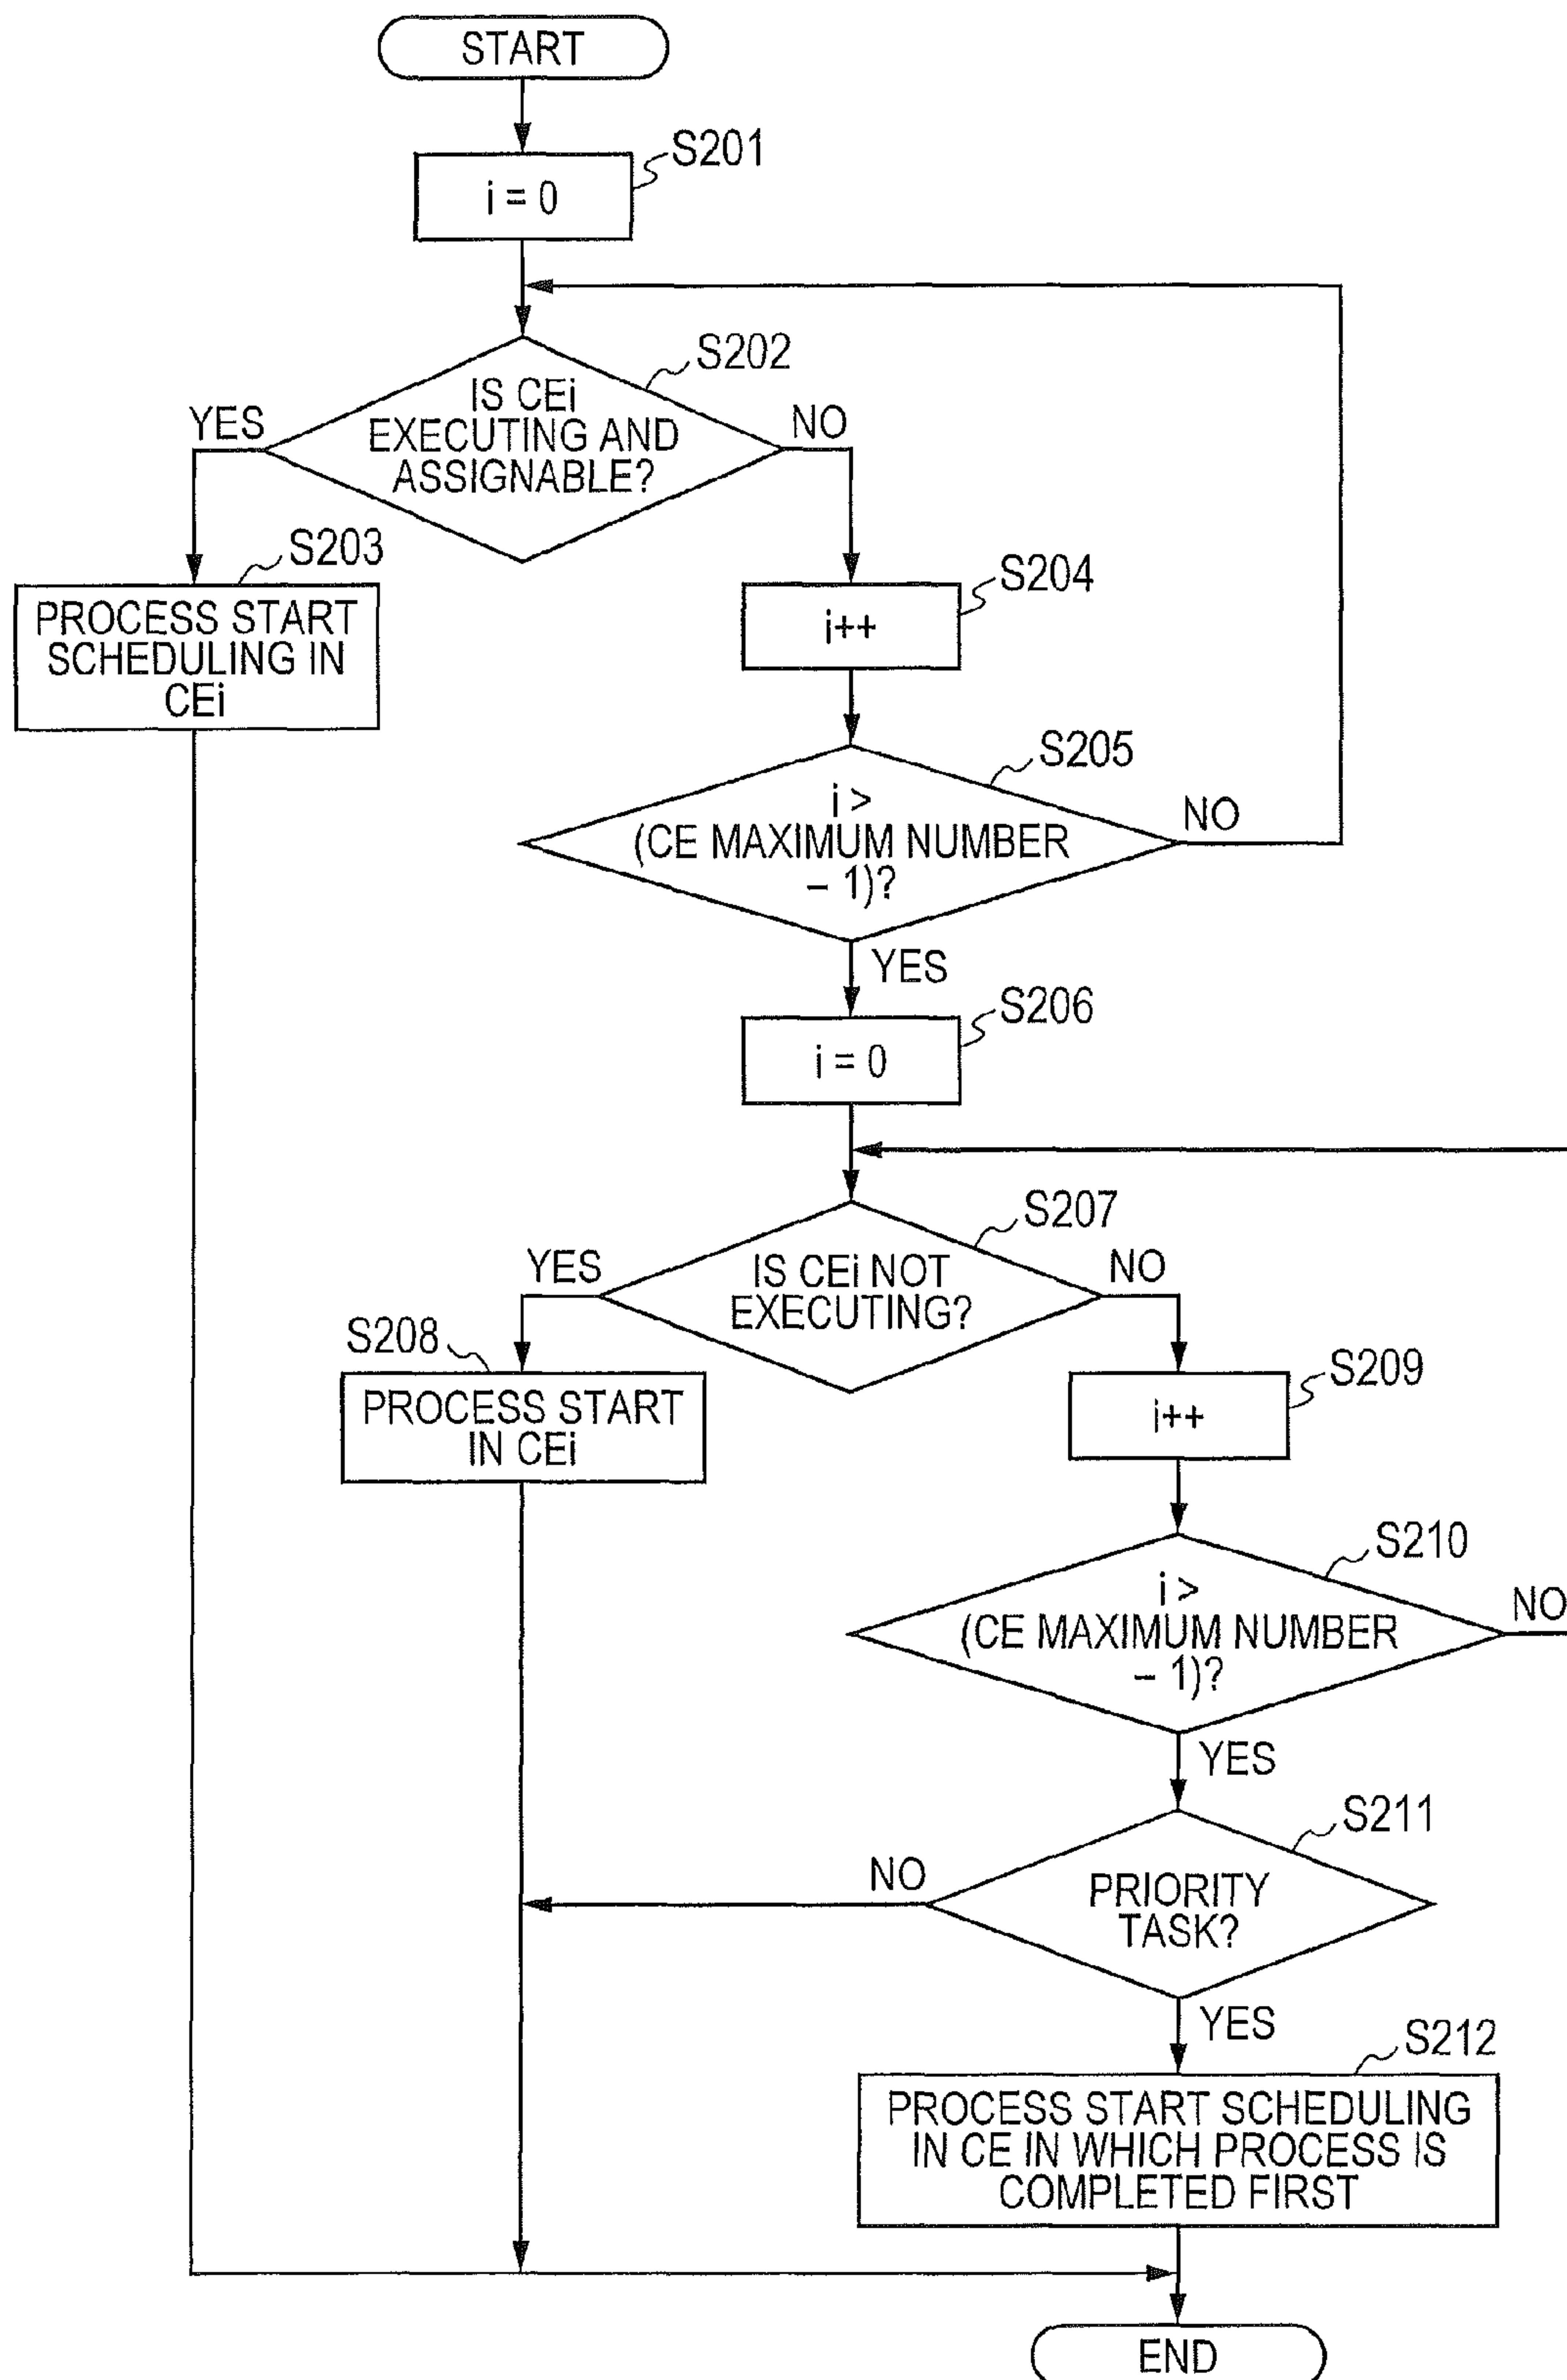 START
S201
i = 0
S202
IS CEi
EXECUTING AND
ASSIGNABLE?
YES
NO
S203
PROCESS START
SCHEDULING IN
CEi
S204
i++
S205
i >
(CE MAXIMUM NUMBER
– 1)?
NO
YES
S206
i = 0
S207
IS CEi NOT
EXECUTING?
YES
NO
S208
PROCESS START
IN CEi
S209
i++
S210
i >
(CE MAXIMUM NUMBER
– 1)?
NO
YES
S211
PRIORITY
TASK?
NO
YES
S212
PROCESS START SCHEDULING
IN CE IN WHICH PROCESS IS
COMPLETED FIRST
END